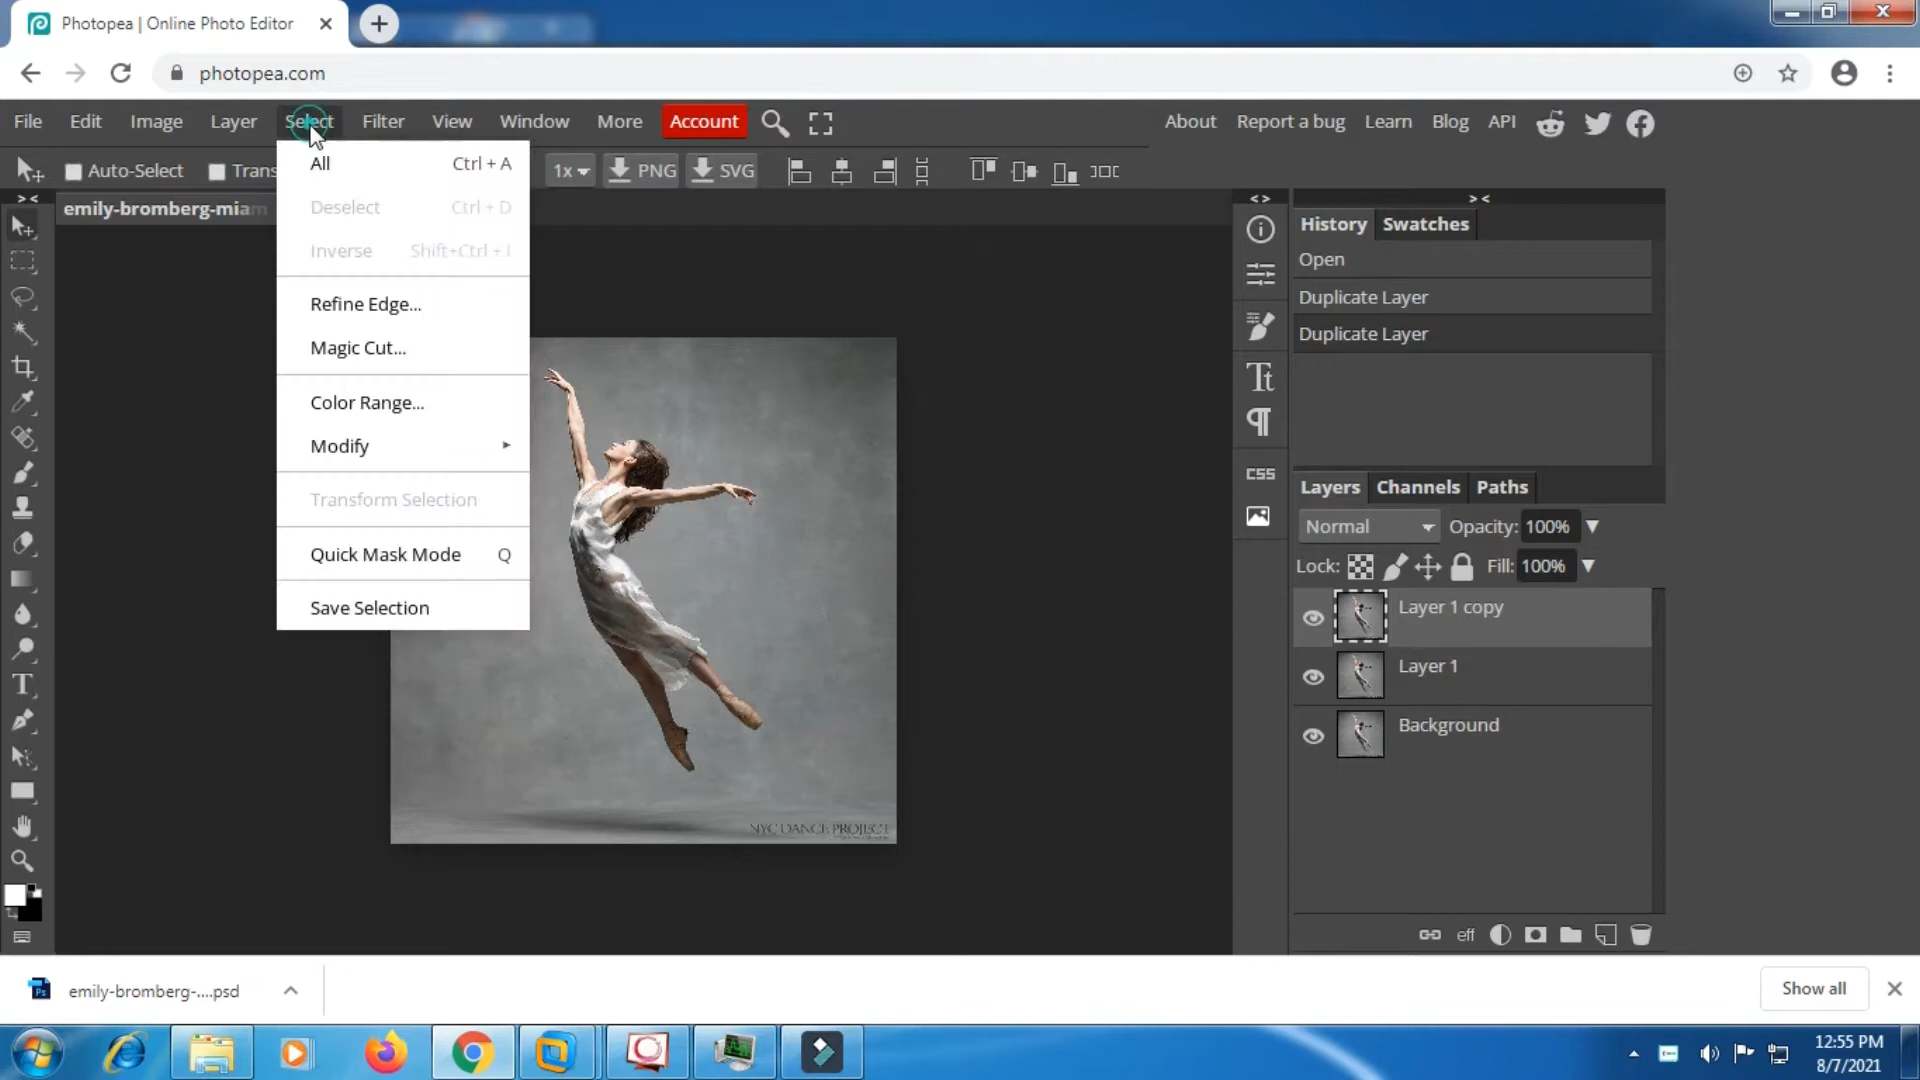 Photopea | Online Photo Editor
photopea.com
File Edit Image Layer Select Filter View Window More Account About Report a bug Learn Blog API
Auto-Select Trans 1x PNG SVG
emily-bromberg-miam
All Ctrl + A
Deselect Ctrl + D
Inverse Shift+Ctrl + I
Refine Edge...
Magic Cut...
Color Range...
Modify
Transform Selection
Quick Mask Mode Q
Save Selection
NYC DANCE PROJECT
CSS
History Swatches
Open
Duplicate Layer
Duplicate Layer
Layers Channels Paths
Normal Opacity: 100%
Lock: Fill: 100%
Layer 1 copy
Layer 1
Background
eff
emily-bromberg-....psd
Show all
12:55 PM
8/7/2021